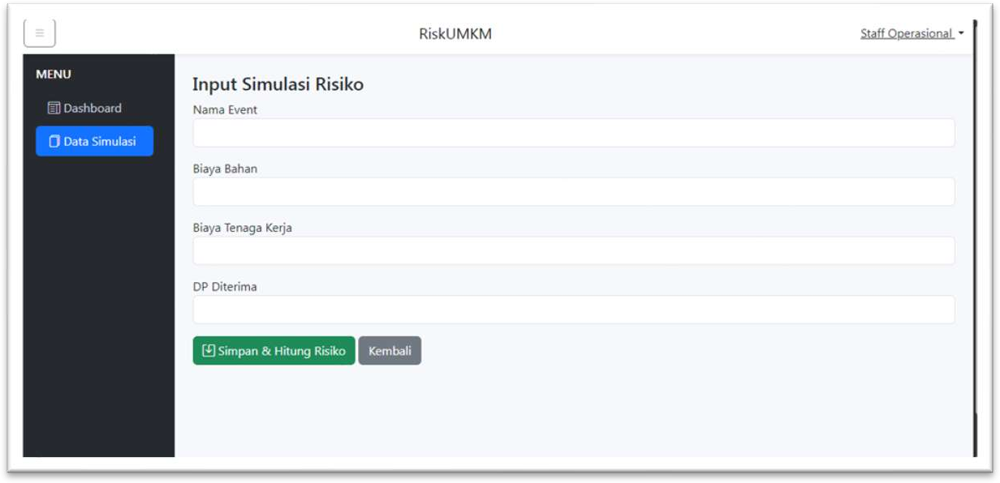 RiskUMKM
Staff Operasional
MENU
Dashboard
Data Simulasi
Input Simulasi Risiko
Nama Event
Biaya Bahan
Biaya Tenaga Kerja
DP Diterima
Simpan & Hitung Risiko
Kembali